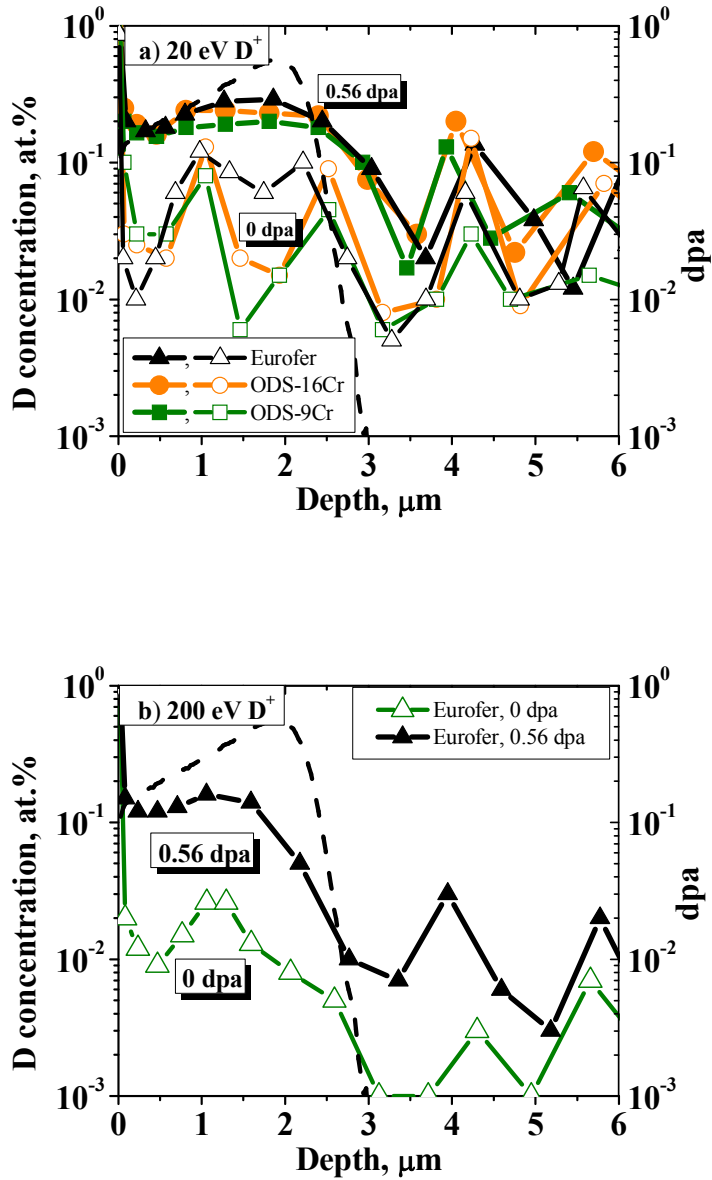 a) 20 eV D+
0.56 dpa
0 dpa
, Eurofer
, ODS-16Cr
, ODS-9Cr
10^0
10^-1
10^-2
10^-3
10^0
10^-1
10^-2
10^-3
0 1 2 3 4 5 6
D concentration, at.%
dpa
Depth, μm
b) 200 eV D+
Eurofer, 0 dpa
Eurofer, 0.56 dpa
0.56 dpa
0 dpa
10^0
10^-1
10^-2
10^-3
10^0
10^-1
10^-2
10^-3
0 1 2 3 4 5 6
D concentration, at.%
dpa
Depth, μm